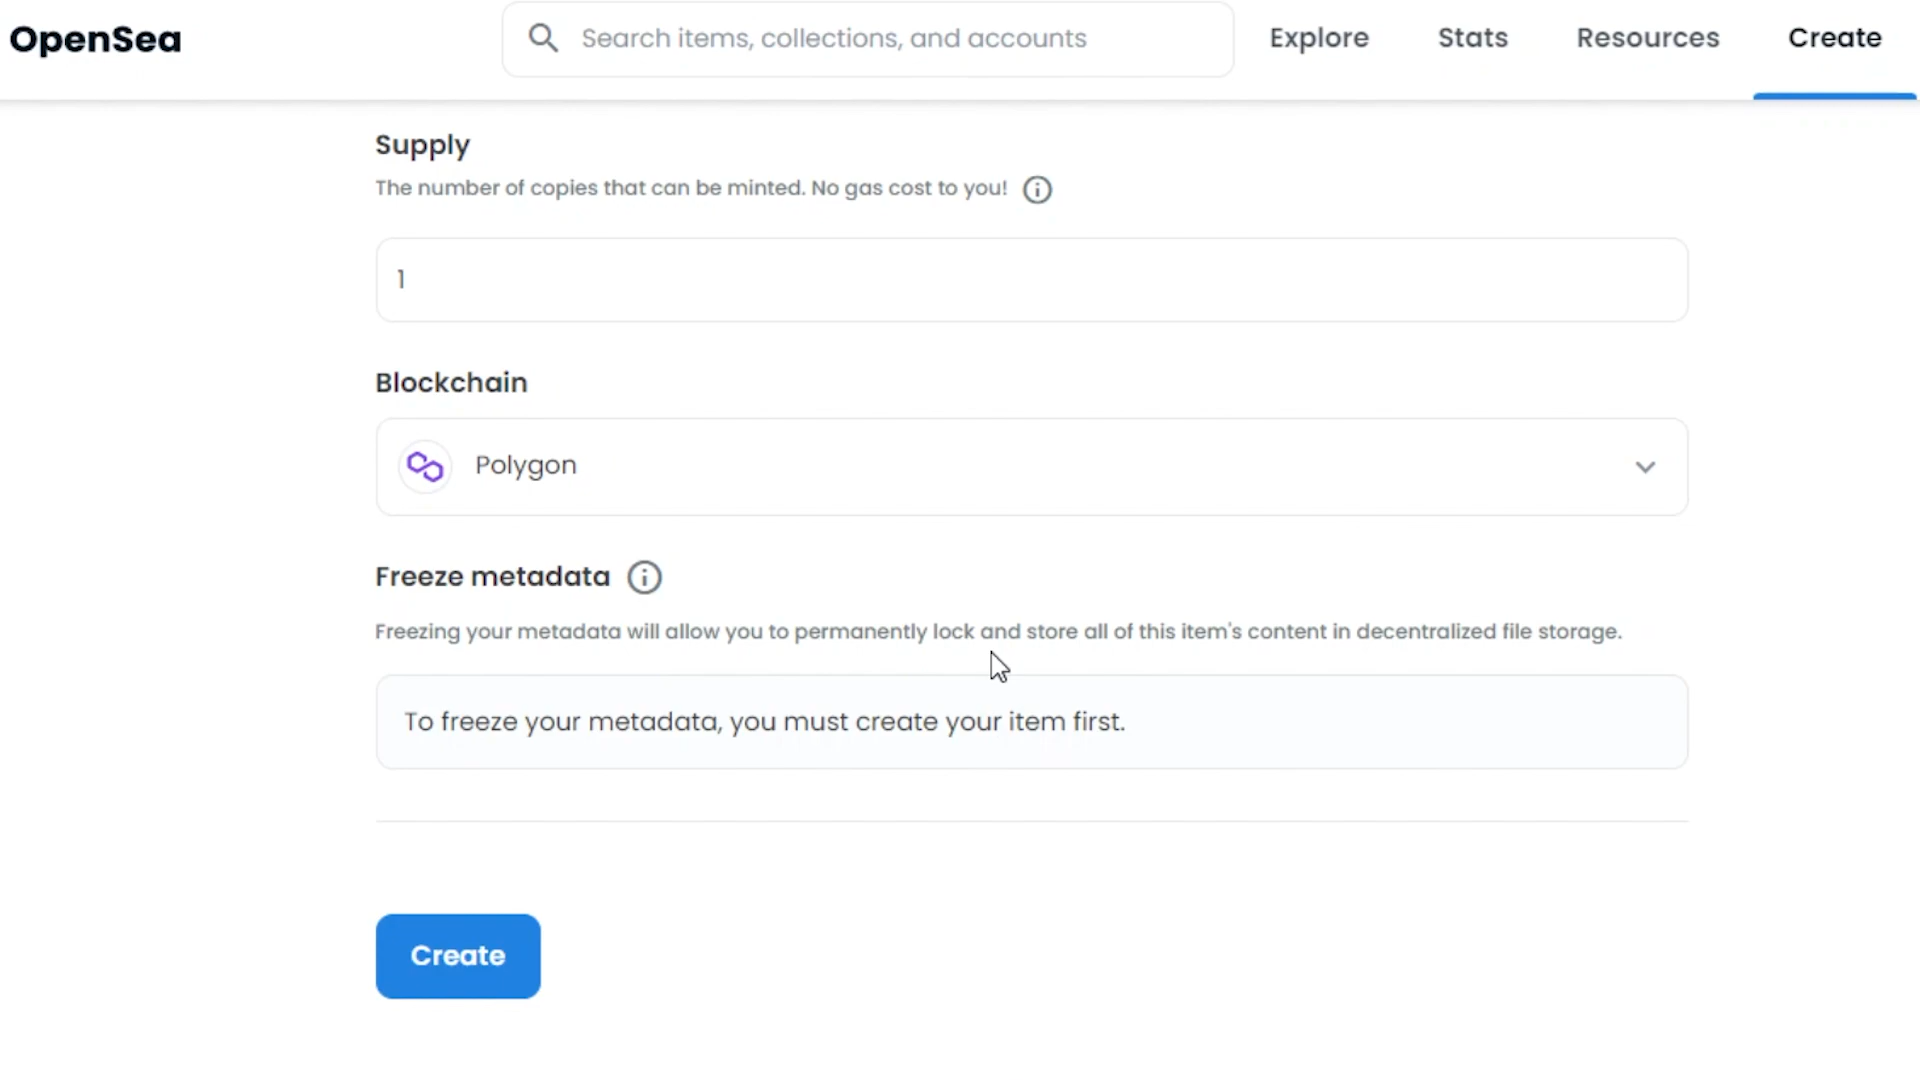 OpenSea
Search items, collections, and accounts
Explore
Stats
Resources
Create
Supply
The number of copies that can be minted. No gas cost to you!
1
Blockchain
Polygon
Freeze metadata
Freezing your metadata will allow you to permanently lock and store all of this item's content in decentralized file storage.
To freeze your metadata, you must create your item first.
Create